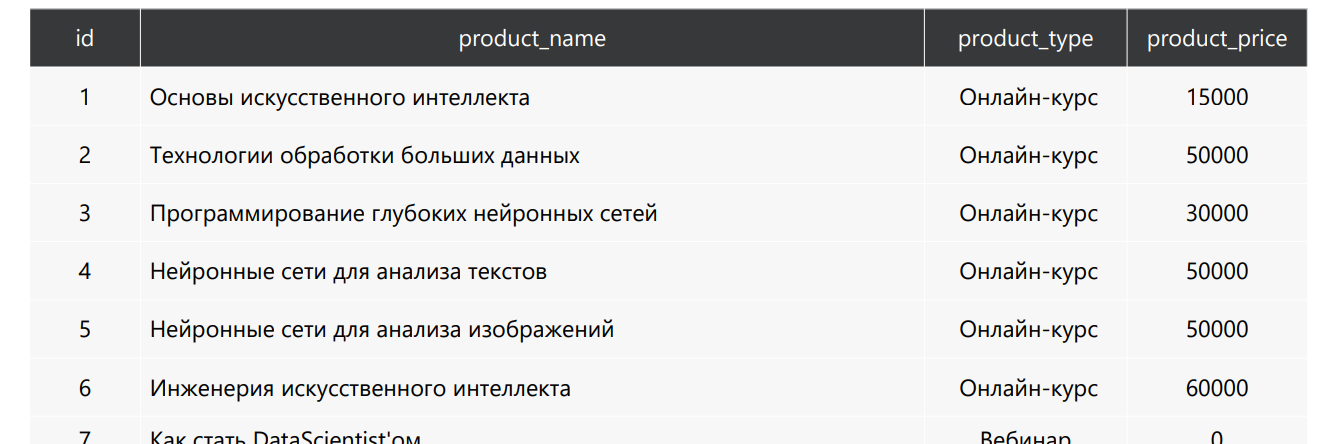 id product_name product_type product_price
1 Основы искусственного интеллекта Онлайн-курс 15000
2 Технологии обработки больших данных Онлайн-курс 50000
3 Программирование глубоких нейронных сетей Онлайн-курс 30000
4 Нейронные сети для анализа текстов Онлайн-курс 50000
5 Нейронные сети для анализа изображений Онлайн-курс 50000
6 Инженерия искусственного интеллекта Онлайн-курс 60000
7 Как стать DataScientist'ом Вебинар 0